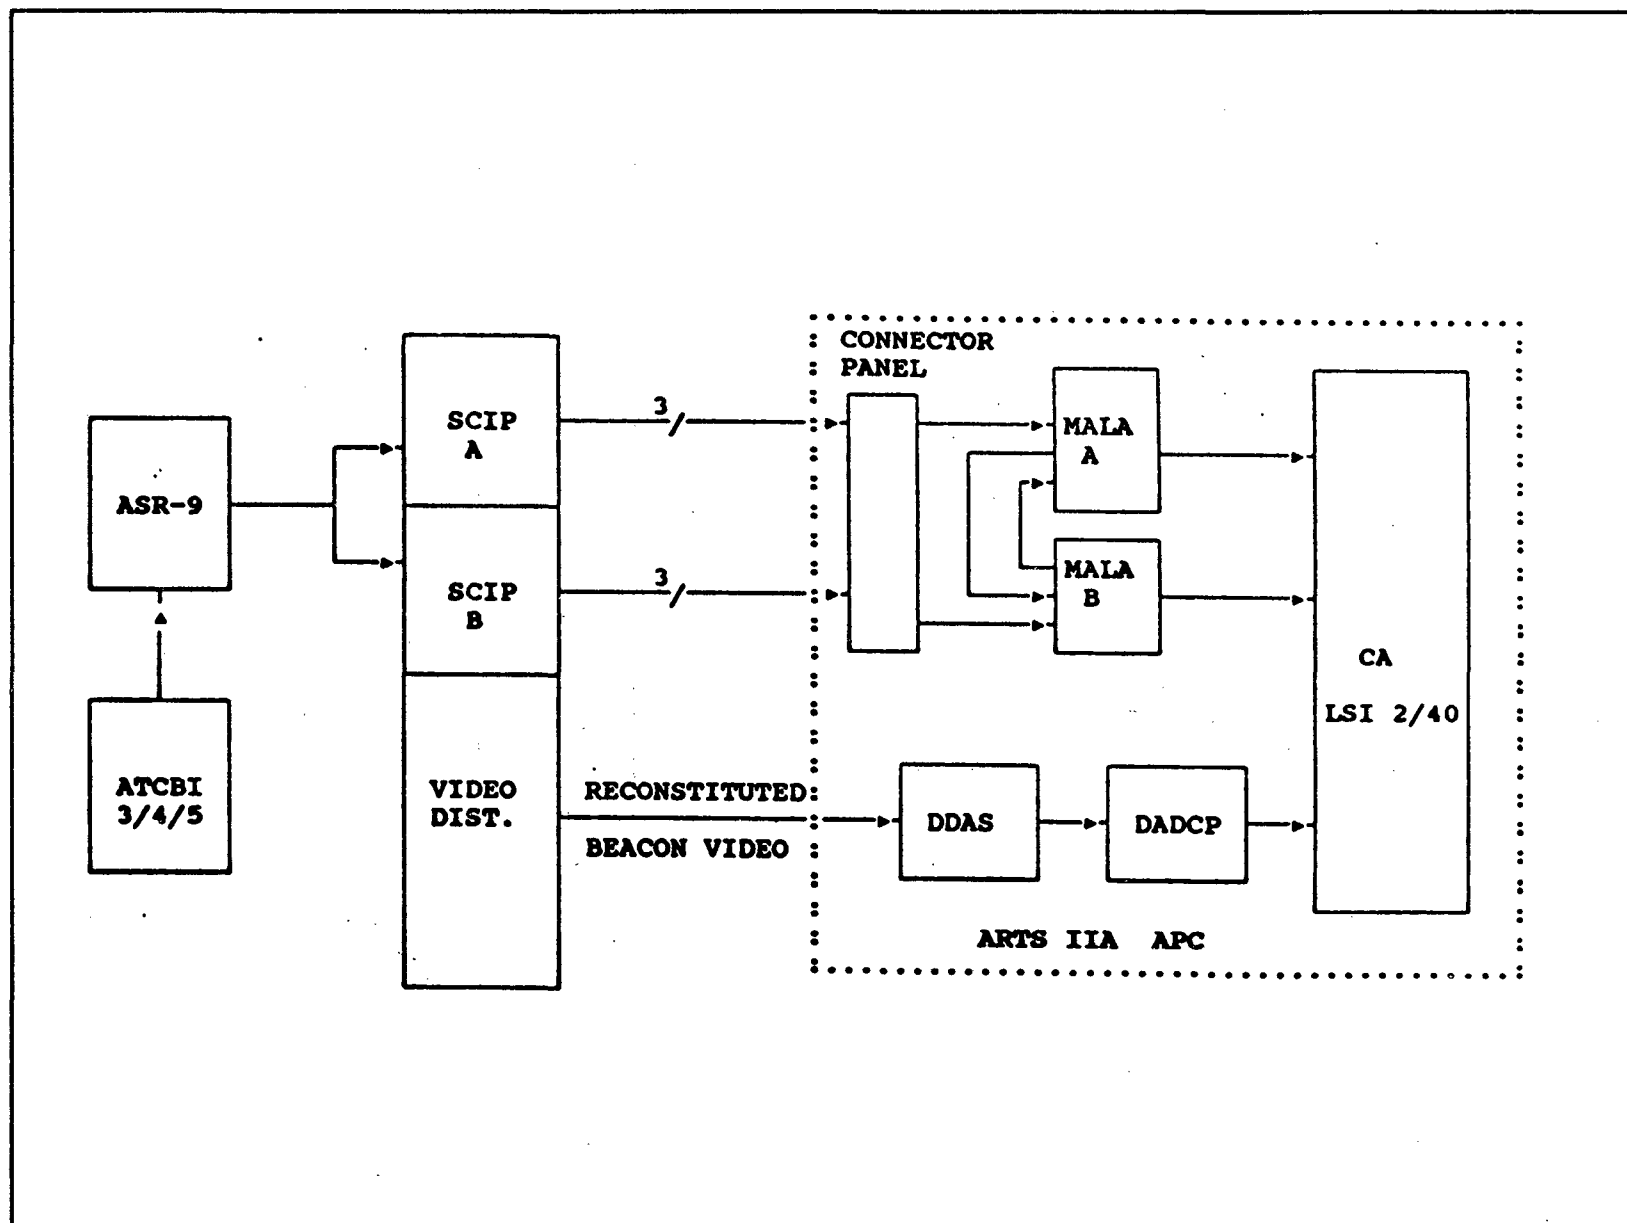 CONNECTOR
PANEL
ASR-9
ATCBI
3/4/5
SCIP
A
SCIP
B
VIDEO
DIST.
3
3
RECONSTITUTED
BEACON VIDEO
MALA
A
MALA
B
CA
LSI 2/40
DDAS
DADCP
ARTS IIA APC